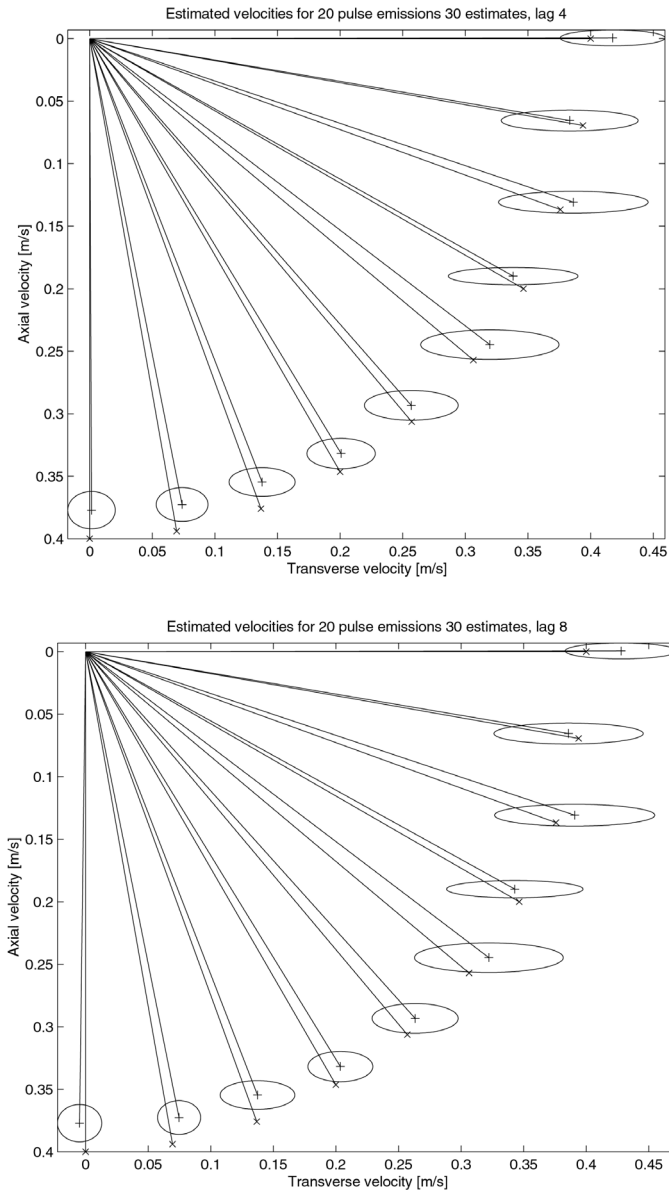 Estimated velocities for 20 pulse emissions 30 estimates, lag 4
0
0.05
0.1
0.15
0.2
0.25
0.3
0.35
0.4
Axial velocity [m/s]
0 0.05 0.1 0.15 0.2 0.25 0.3 0.35 0.4 0.45
Transverse velocity [m/s]
Estimated velocities for 20 pulse emissions 30 estimates, lag 8
0
0.05
0.1
0.15
0.2
0.25
0.3
0.35
0.4
Axial velocity [m/s]
0 0.05 0.1 0.15 0.2 0.25 0.3 0.35 0.4 0.45
Transverse velocity [m/s]